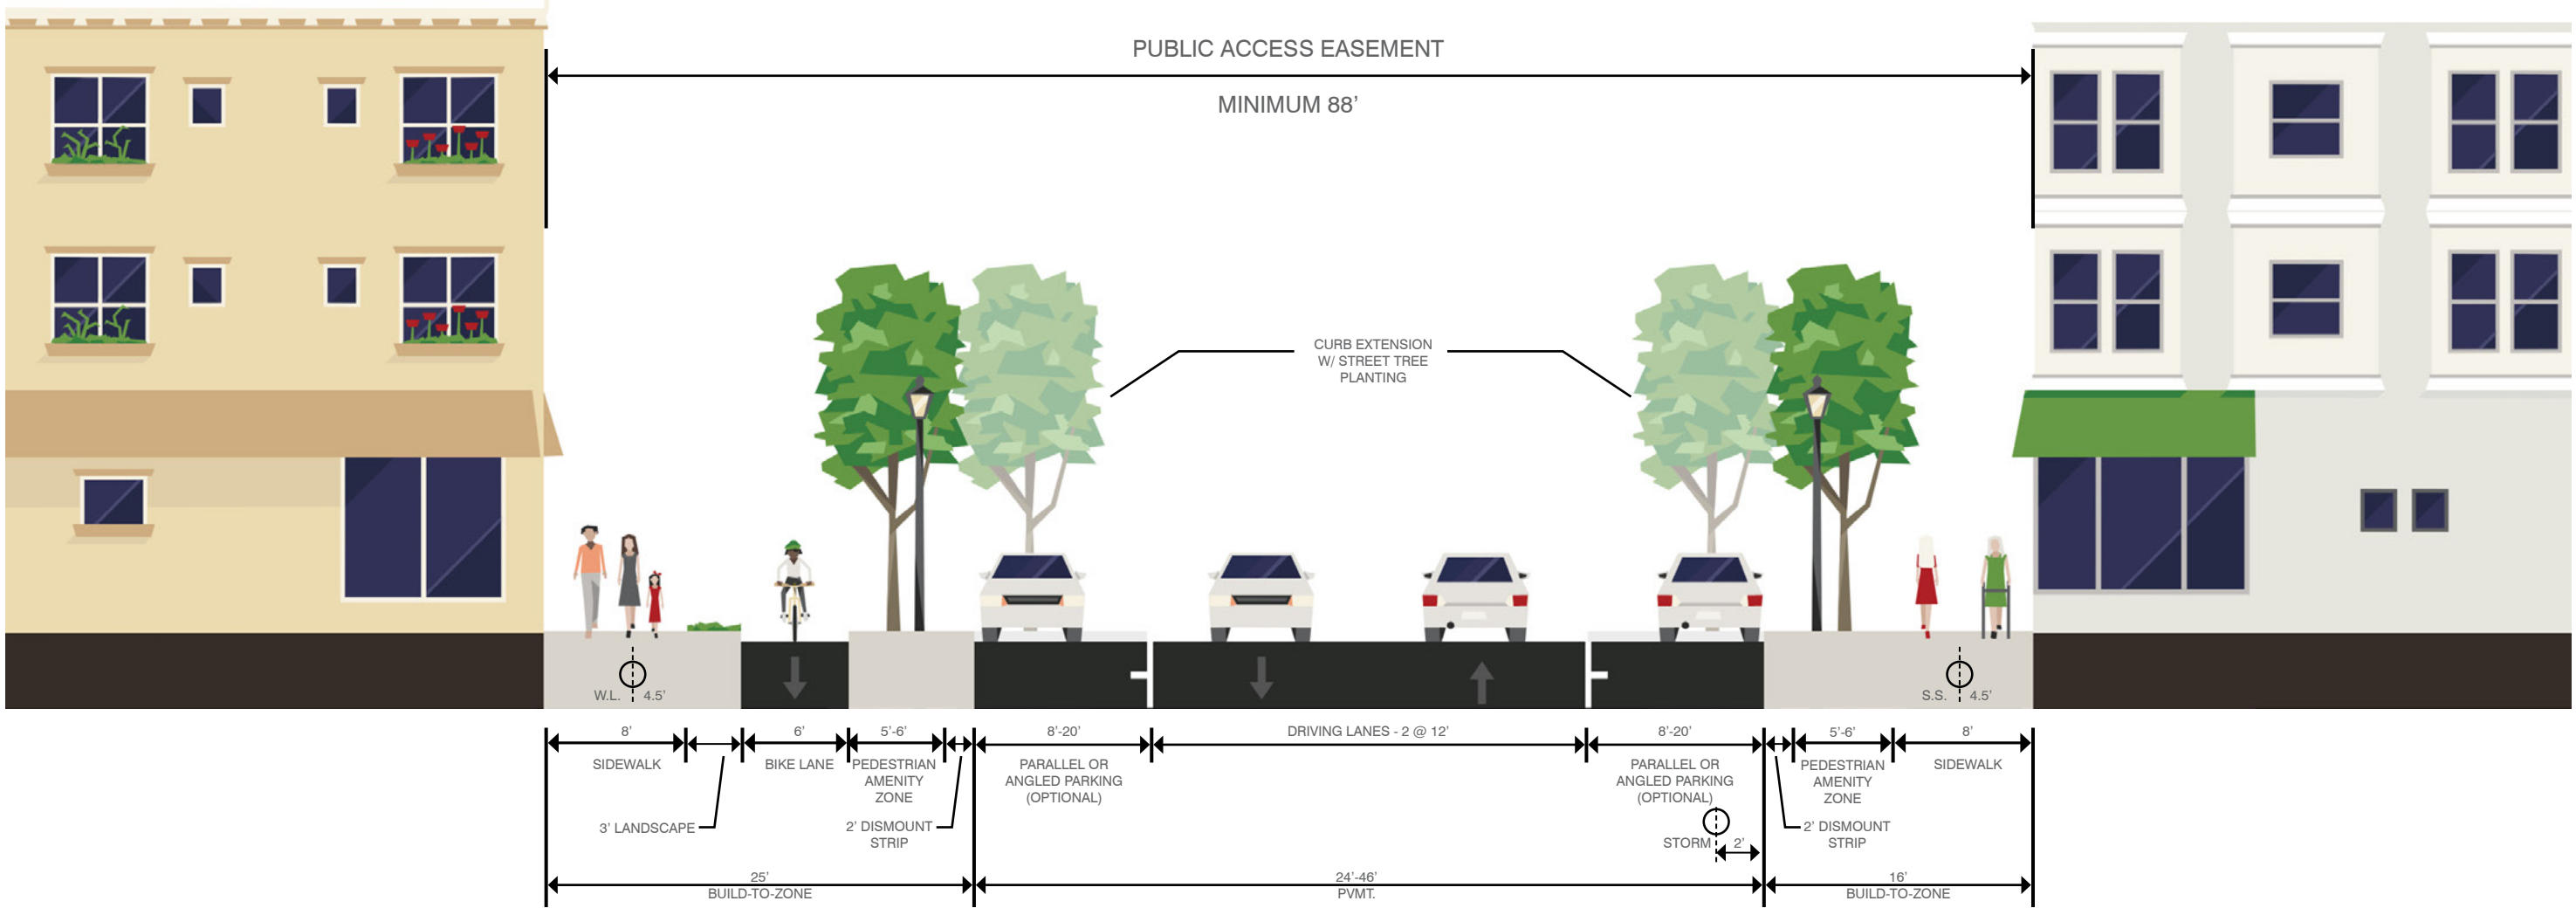 PUBLIC ACCESS EASEMENT
MINIMUM 88’
CURB EXTENSION
W/ STREET TREE
PLANTING
W.L. 4.5’
S.S. 4.5’
8’
6’
5’-6’
8’-20’
DRIVING LANES - 2 @ 12’
8’-20’
5’-6’
8’
SIDEWALK
BIKE LANE
PEDESTRIAN
AMENITY
ZONE
PARALLEL OR
ANGLED PARKING
(OPTIONAL)
PARALLEL OR
ANGLED PARKING
(OPTIONAL)
PEDESTRIAN
AMENITY
ZONE
SIDEWALK
3’ LANDSCAPE
2’ DISMOUNT
STRIP
STORM 2’
2’ DISMOUNT
STRIP
25’
BUILD-TO-ZONE
24’-46’
PVMT.
16’
BUILD-TO-ZONE